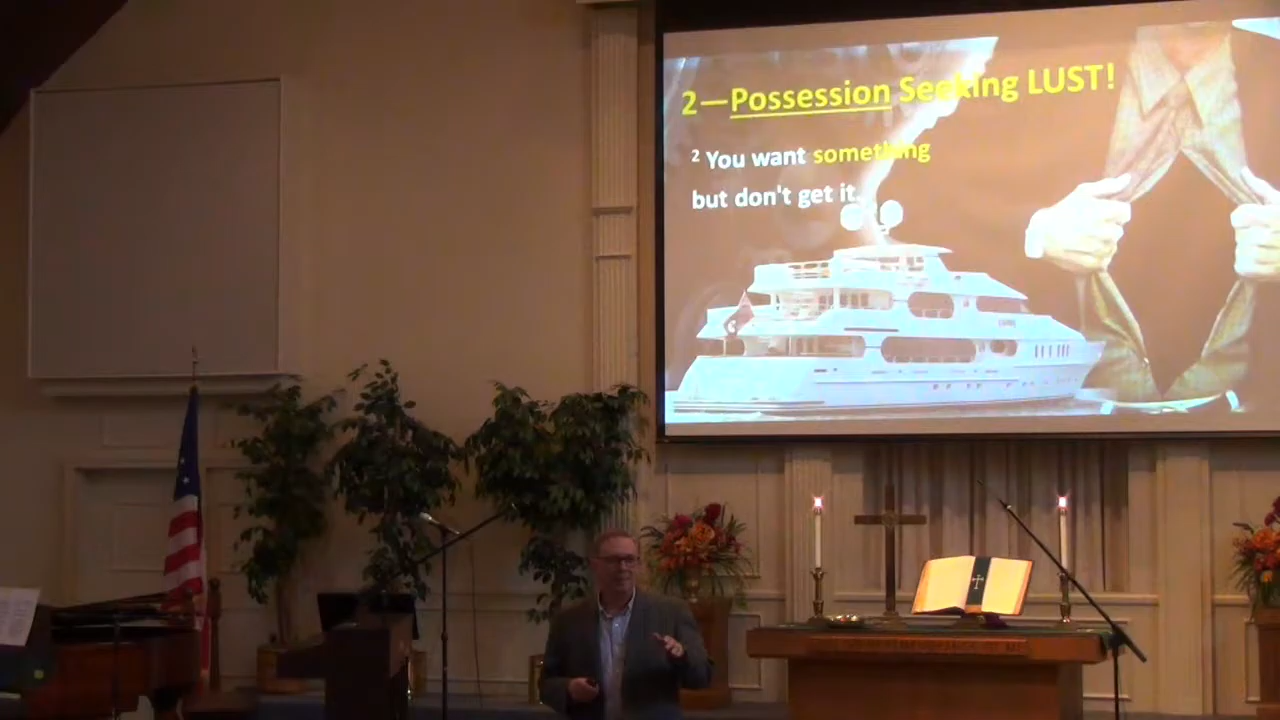 2—Possession Seeking LUST!
2 You want something
but don't get it.